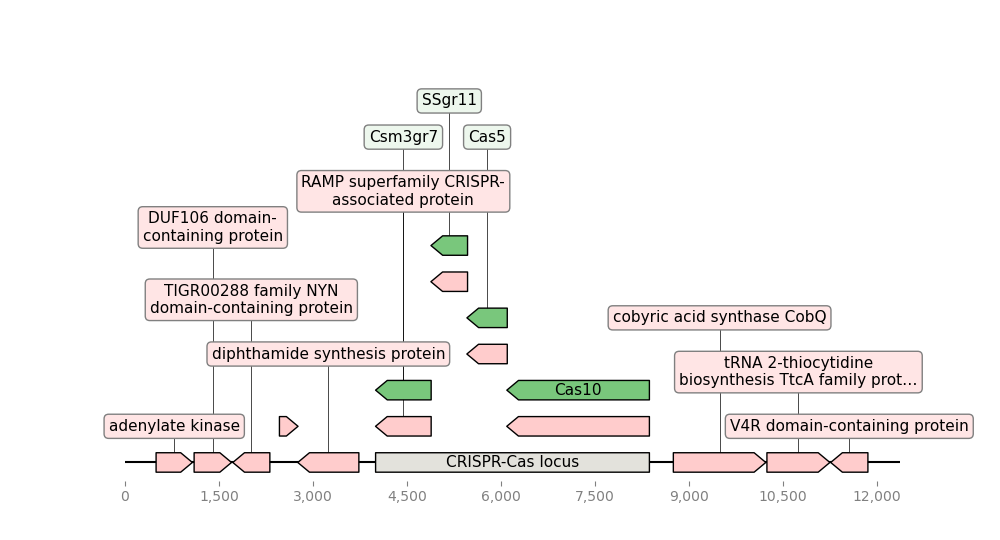 SSgr11
Csm3gr7
Cas5
RAMP superfamily CRISPR-
associated protein
DUF106 domain-
containing protein
TIGR00288 family NYN
domain-containing protein
cobyric acid synthase CobQ
diphthamide synthesis protein
tRNA 2-thiocytidine
biosynthesis TtcA family prot...
Cas10
adenylate kinase
V4R domain-containing protein
CRISPR-Cas locus
0 1,500 3,000 4,500 6,000 7,500 9,000 10,500 12,000